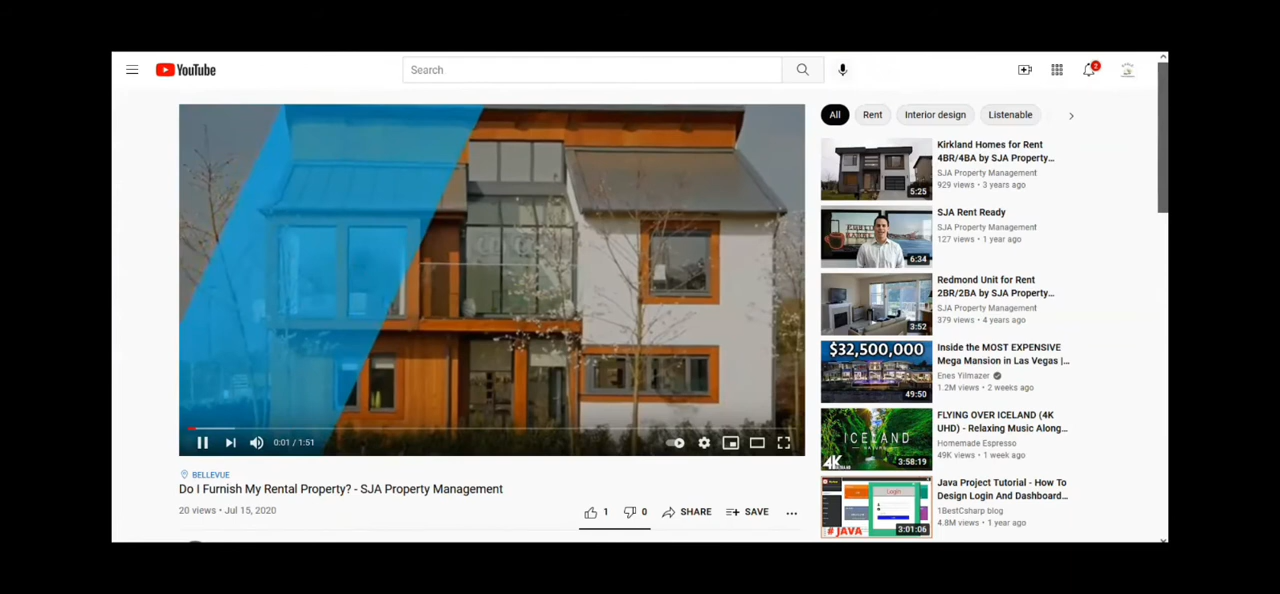 YouTube
Search
2
All
Rent
Interior design
Listenable
0:01 / 1:51
BELLEVUE
Do I Furnish My Rental Property? - SJA Property Management
20 views • Jul 15, 2020
1
0
SHARE
SAVE
5:25
Kirkland Homes for Rent
4BR/4BA by SJA Property...
SJA Property Management
929 views • 3 years ago
6:34
SJA Rent Ready
SJA Property Management
127 views • 1 year ago
3:52
Redmond Unit for Rent
2BR/2BA by SJA Property...
SJA Property Management
379 views • 4 years ago
$32,500,000
49:50
Inside the MOST EXPENSIVE
Mega Mansion in Las Vegas |...
Enes Yilmazer
1.2M views • 2 weeks ago
ICELAND
4K
3:58:19
FLYING OVER ICELAND (4K
UHD) - Relaxing Music Along...
Homemade Espresso
49K views • 1 week ago
Login
# JAVA
3:01:06
Java Project Tutorial - How To
Design Login And Dashboard...
1BestCsharp blog
4.8M views • 1 year ago